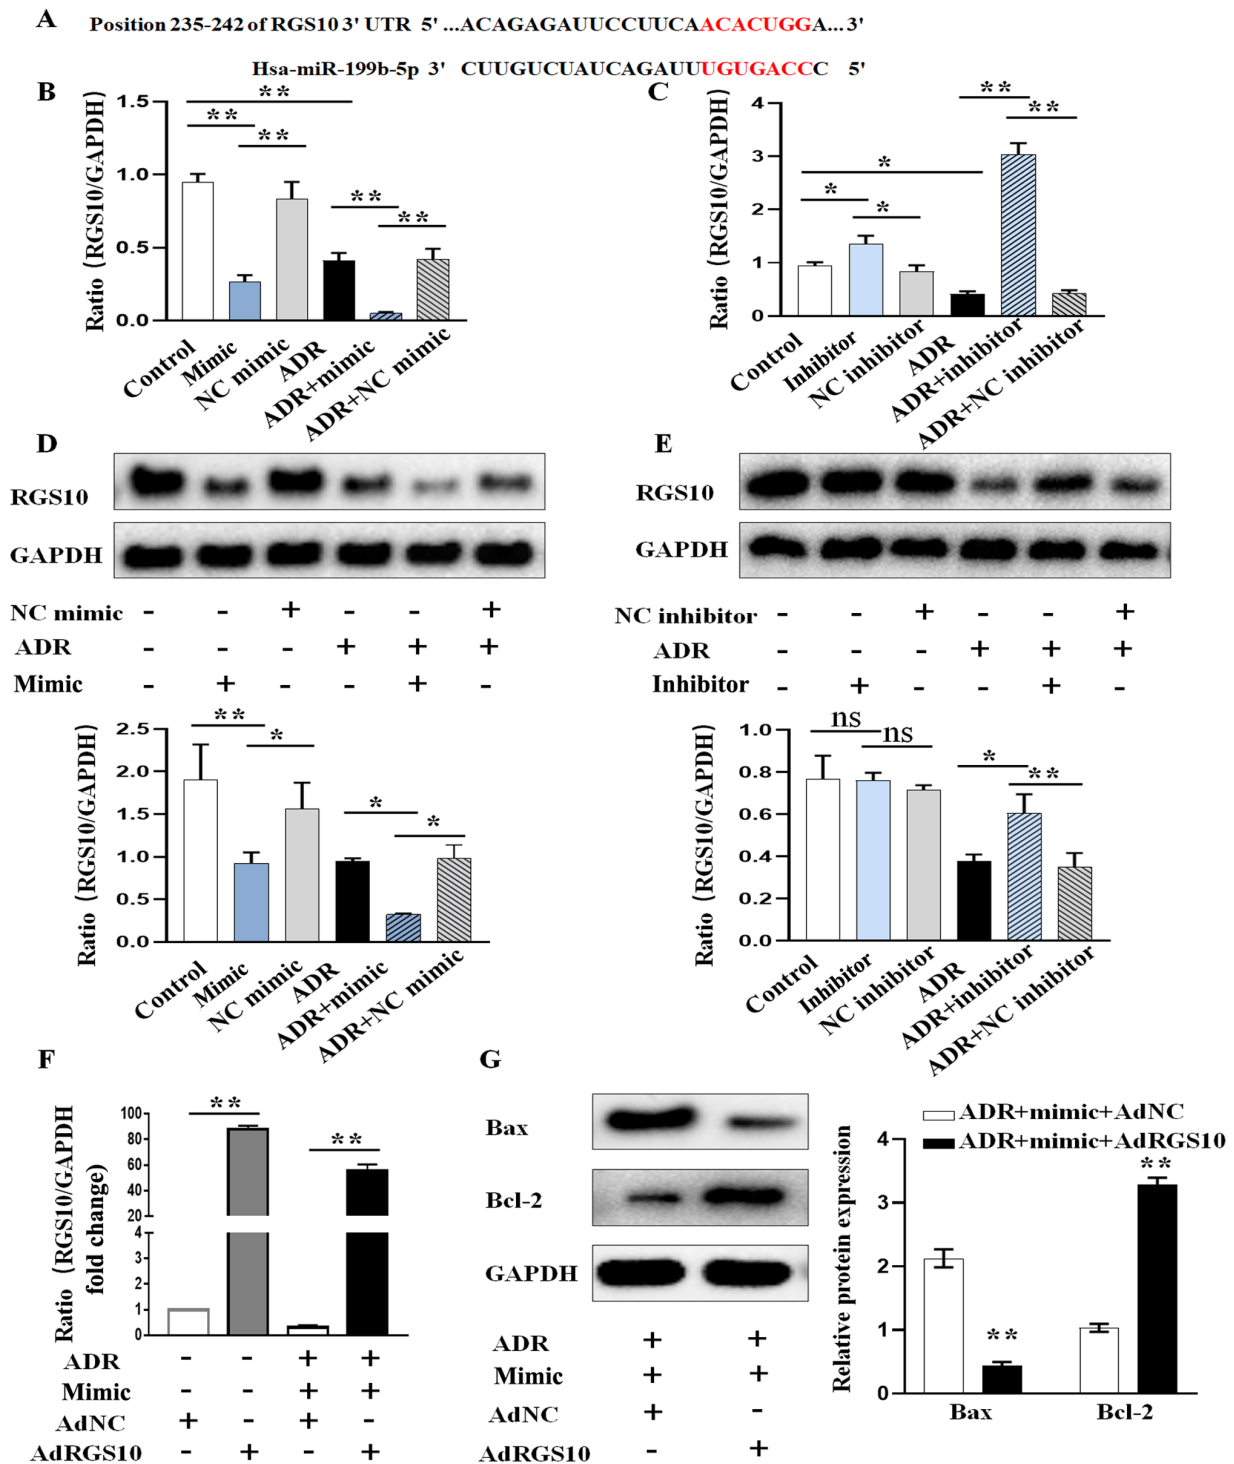 A
Position 235-242 of RGS10 3' UTR 5' ...ACAGAGAUUCCUUCAACACUGGA... 3'
Hsa-miR-199b-5p 3' CUUGUCUAUCAGAUUUGUGACCC 5'
B
Ratio (RGS10/GAPDH)
1.5
1.0
0.5
0.0
**
**
**
**
**
Control
Mimic
NC mimic
ADR
ADR+mimic
ADR+NC mimic
C
Ratio (RGS10/GAPDH)
4
3
2
1
0
**
**
*
*
*
Control
Inhibitor
NC inhibitor
ADR
ADR+inhibitor
ADR+NC inhibitor
D
RGS10
GAPDH
NC mimic - - + - - +
ADR - - - + + +
Mimic - + - - + -
Ratio (RGS10/GAPDH)
2.5
2.0
1.5
1.0
0.5
0.0
**
*
*
*
Control
Mimic
NC mimic
ADR
ADR+mimic
ADR+NC mimic
E
RGS10
GAPDH
NC inhibitor - - + - - +
ADR - - - + + +
Inhibitor - + - - + -
Ratio (RGS10/GAPDH)
1.0
0.8
0.6
0.4
0.2
0.0
ns
ns
*
**
Control
Inhibitor
NC inhibitor
ADR
ADR+inhibitor
ADR+NC inhibitor
F
Ratio (RGS10/GAPDH
fold change)
100
80
60
40
20
4
3
2
1
0
**
**
ADR - - + +
Mimic - - + +
AdNC + - + -
AdRGS10 - + - +
G
Bax
Bcl-2
GAPDH
ADR + +
Mimic + +
AdNC + -
AdRGS10 - +
ADR+mimic+AdNC
ADR+mimic+AdRGS10
Relative protein expression
4
3
2
1
0
**
**
Bax
Bcl-2